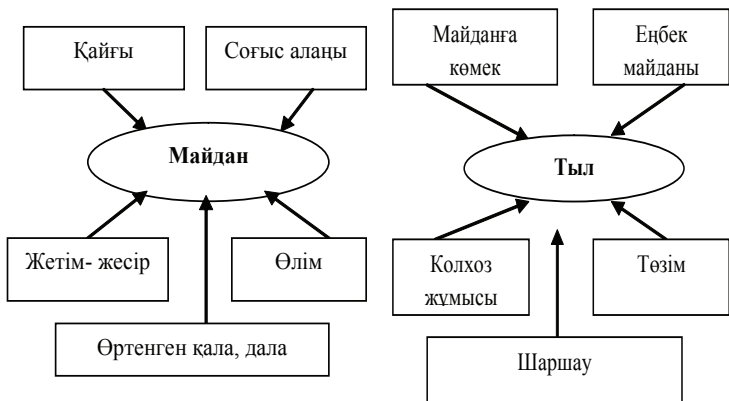 Қайғы
Соғыс алаңы
Майдан
Жетім- жесір
Өлім
Өртенген қала, дала
Майданға
көмек
Еңбек
майданы
Тыл
Колхоз
жұмысы
Төзім
Шаршау